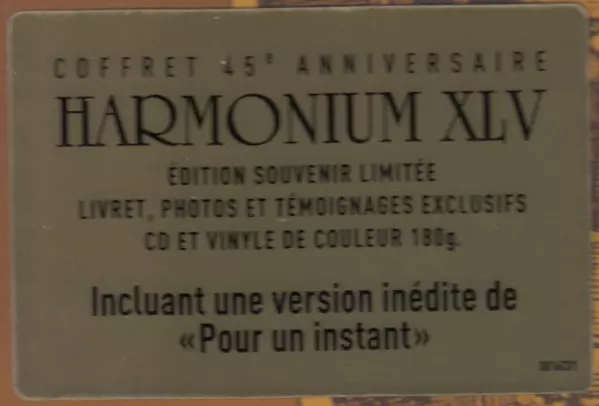 COFFRET 45e ANNIVERSAIRE
HARMONIUM XLV
ÉDITION SOUVENIR LIMITÉE
LIVRET, PHOTOS ET TÉMOIGNAGES EXCLUSIFS
CD ET VINYLE DE COULEUR 180g.
Incluant une version inédite de
«Pour un instant»